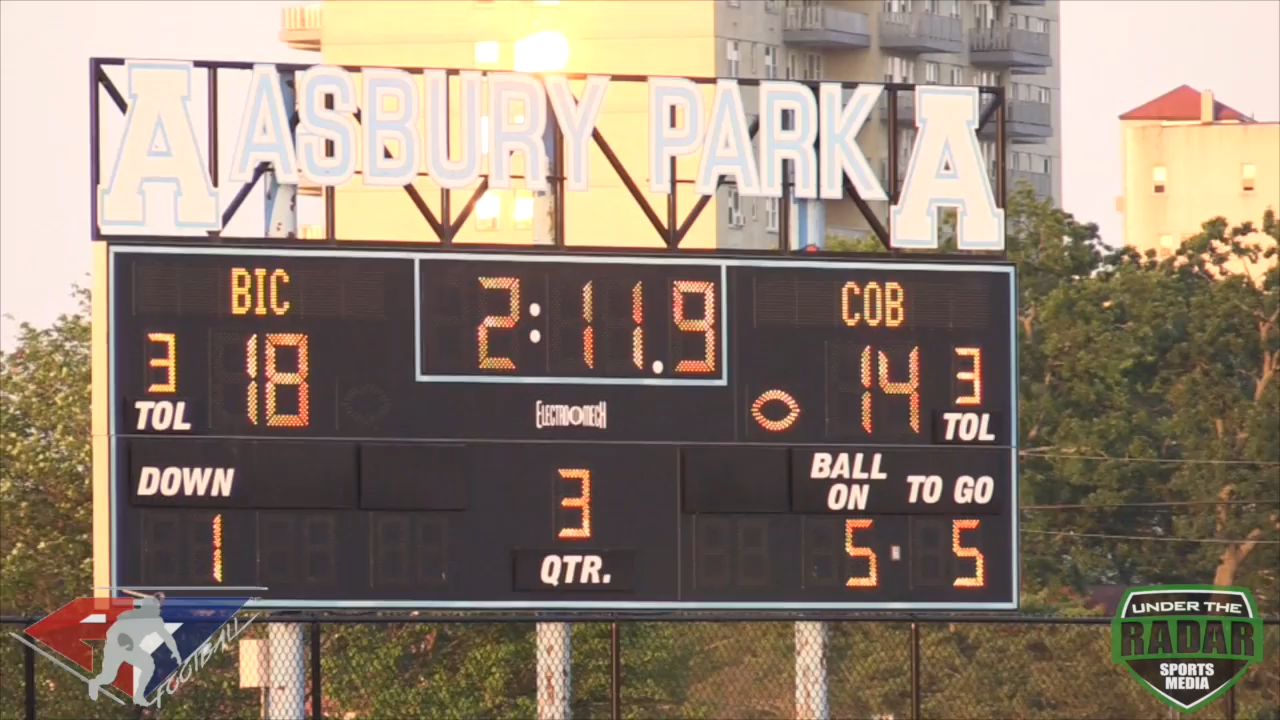 A ASBURY PARK A
BIC 2:11.9 COB
3 18 14 3
TOL ELECTRO-MECH TOL
DOWN BALL ON TO GO
1 3 5 5
QTR.
FOOTBALL
UNDER THE
RADAR
SPORTS
MEDIA